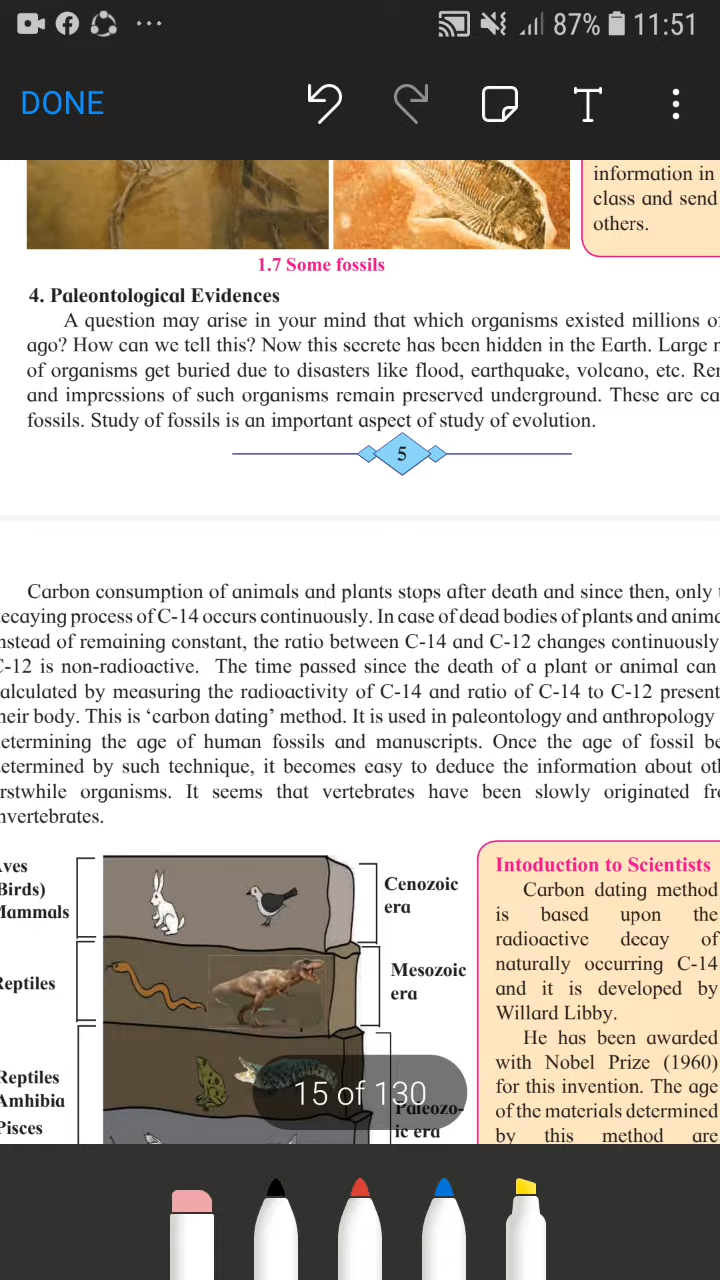 87% 11:51
DONE
T
information in
class and send
others.
1.7 Some fossils
4. Paleontological Evidences
A question may arise in your mind that which organisms existed millions of
ago? How can we tell this? Now this secrete has been hidden in the Earth. Large
of organisms get buried due to disasters like flood, earthquake, volcano, etc.
and impressions of such organisms remain preserved underground. These are
fossils. Study of fossils is an important aspect of study of evolution.
5
Carbon consumption of animals and plants stops after death and since then, only
ecaying process of C-14 occurs continuously. In case of dead bodies of plants and
nstead of remaining constant, the ratio between C-14 and C-12 changes continuously
C-12 is non-radioactive. The time passed since the death of a plant or animal can
alculated by measuring the radioactivity of C-14 and ratio of C-14 to C-12 present
heir body. This is ‘carbon dating’ method. It is used in paleontology and anthropology
etermining the age of human fossils and manuscripts. Once the age of fossil
etermined by such technique, it becomes easy to deduce the information about
rstwhile organisms. It seems that vertebrates have been slowly originated
nvertebrates.
Aves
(Birds)
Mammals
Cenozoic
era
Reptiles
Mesozoic
era
Reptiles
Amhibia
Pisces
Paleozo-
ic era
15 of 130
Intoduction to Scientists
Carbon dating method
is based upon the
radioactive decay of
naturally occurring C-14
and it is developed by
Willard Libby.
He has been awarded
with Nobel Prize (1960)
for this invention. The age
of the materials determined
by this method are